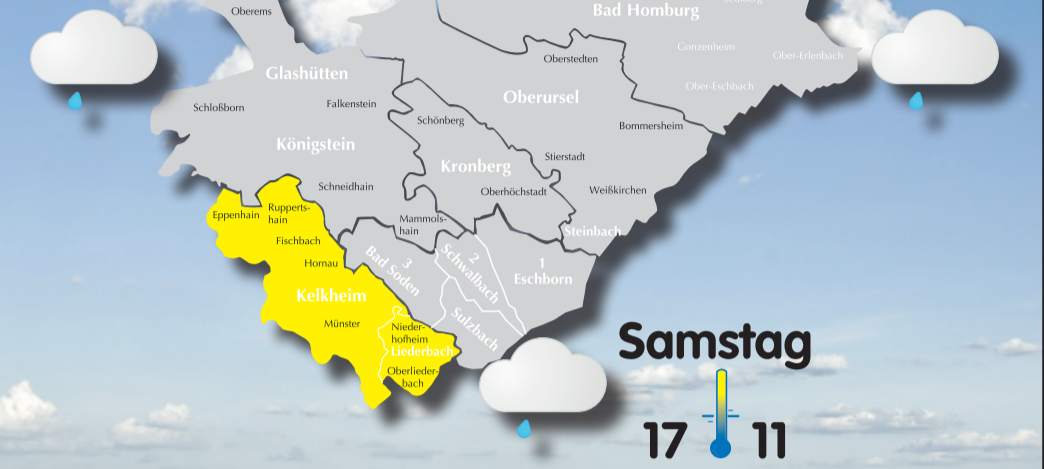 Oberems
Bad Homburg
Gonzenheim
Ober-Erlenbach
Oberstedten
Glashütten
Ober-Eschbach
Oberursel
Schloßborn
Falkenstein
Schönberg
Bommersheim
Königstein
Stierstadt
Kronberg
Schneidhain
Oberhöchstadt
Weißkirchen
Eppenhain
Rupperts-
hain
Mammols-
hain
Steinbach
Fischbach
Hornau
3
Bad Soden
2
Schwalbach
1
Eschborn
Kelkheim
Münster
Nieder-
hofheim
Liederbach
Sulzbach
Oberlieder-
bach
Samstag
17 11